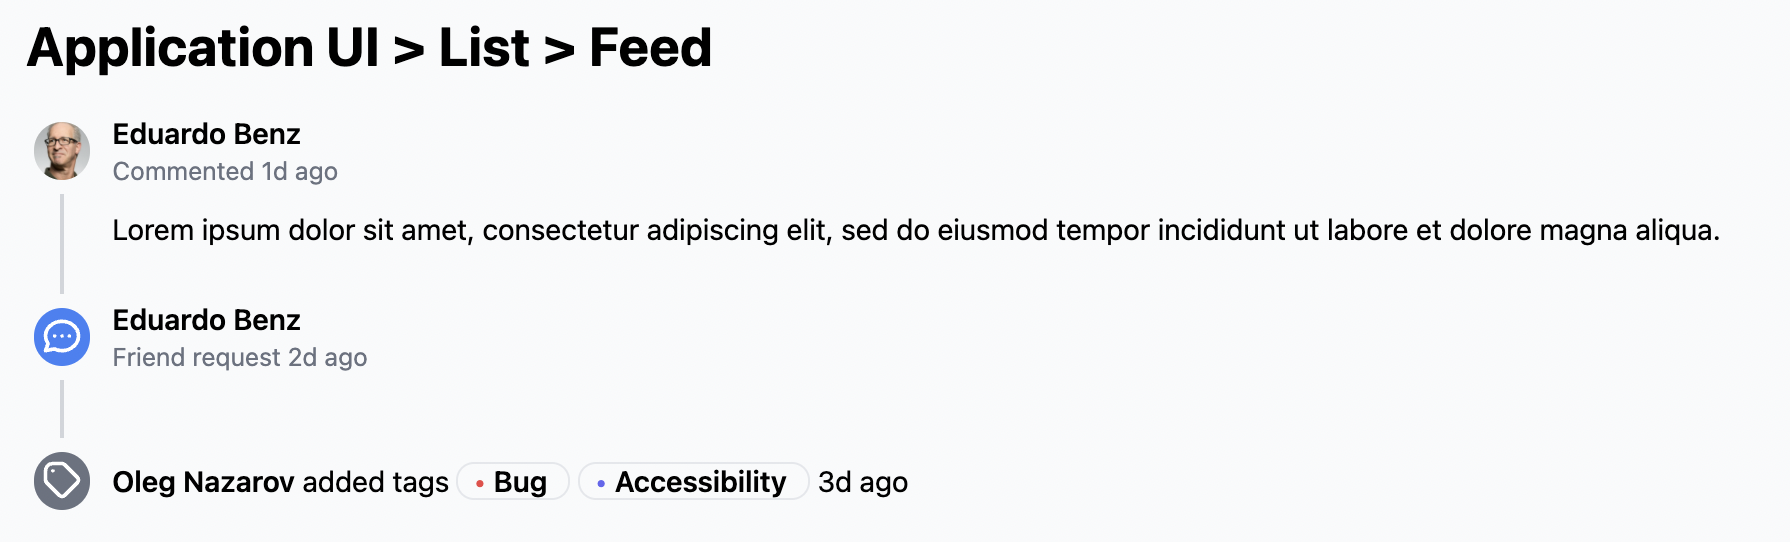 Application UI > List > Feed
Eduardo Benz
Commented 1d ago
Lorem ipsum dolor sit amet, consectetur adipiscing elit, sed do eiusmod tempor incididunt ut labore et dolore magna aliqua.
Eduardo Benz
Friend request 2d ago
Oleg Nazarov added tags • Bug • Accessibility 3d ago